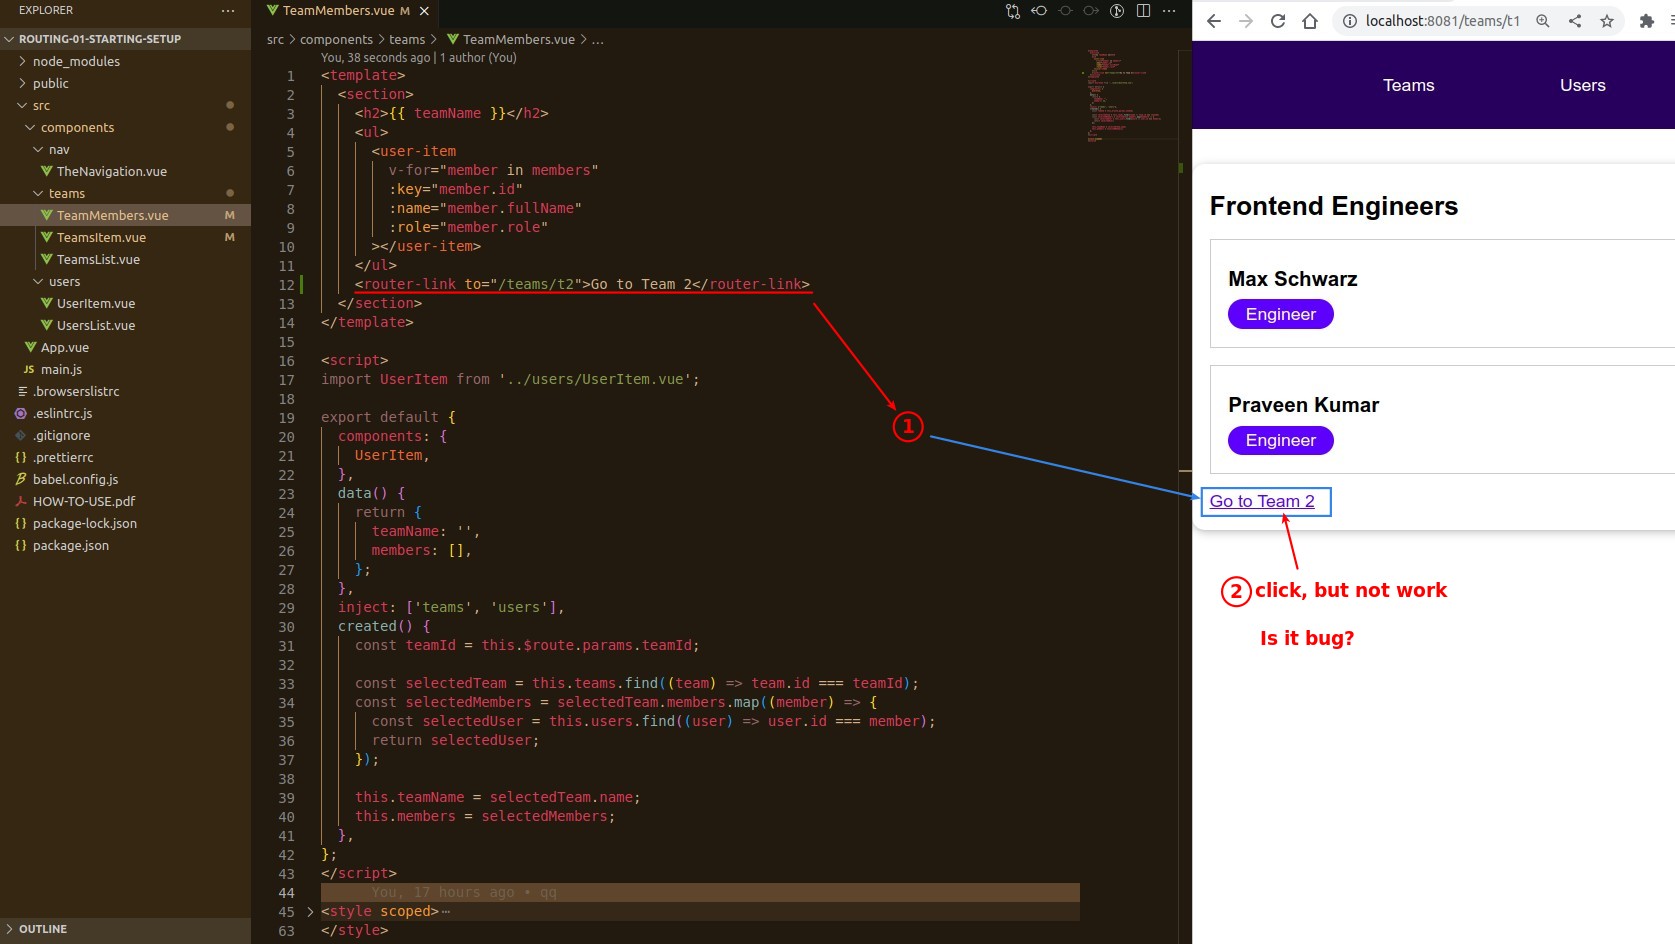 EXPLORER
ROUTING-01-STARTING-SETUP
node_modules
public
src
components
nav
TheNavigation.vue
teams
TeamMembers.vue M
TeamsItem.vue M
TeamsList.vue
users
UserItem.vue
UsersList.vue
App.vue
JS main.js
.browserslistrc
.eslintrc.js
.gitignore
{} .prettierrc
babel.config.js
HOW-TO-USE.pdf
{} package-lock.json
{} package.json
OUTLINE
TeamMembers.vue M
src > components > teams > TeamMembers.vue > ...
You, 38 seconds ago | 1 author (You)
1 <template>
2 <section>
3 <h2>{{ teamName }}</h2>
4 <ul>
5 <user-item
6 v-for="member in members"
7 :key="member.id"
8 :name="member.fullName"
9 :role="member.role"
10 ></user-item>
11 </ul>
12 <router-link to="/teams/t2">Go to Team 2</router-link>
13 </section>
14 </template>
15
16 <script>
17 import UserItem from '../users/UserItem.vue';
18
19 export default {
20 components: {
21 UserItem,
22 },
23 data() {
24 return {
25 teamName: '',
26 members: [],
27 };
28 },
29 inject: ['teams', 'users'],
30 created() {
31 const teamId = this.$route.params.teamId;
32
33 const selectedTeam = this.teams.find((team) => team.id === teamId);
34 const selectedMembers = selectedTeam.members.map((member) => {
35 const selectedUser = this.users.find((user) => user.id === member);
36 return selectedUser;
37 });
38
39 this.teamName = selectedTeam.name;
40 this.members = selectedMembers;
41 },
42 };
43 </script>
44 You, 17 hours ago • qq
45 <style scoped>
63 </style>
1
localhost:8081/teams/t1
Teams Users
Frontend Engineers
Max Schwarz
Engineer
Praveen Kumar
Engineer
Go to Team 2
2 click, but not work
Is it bug?